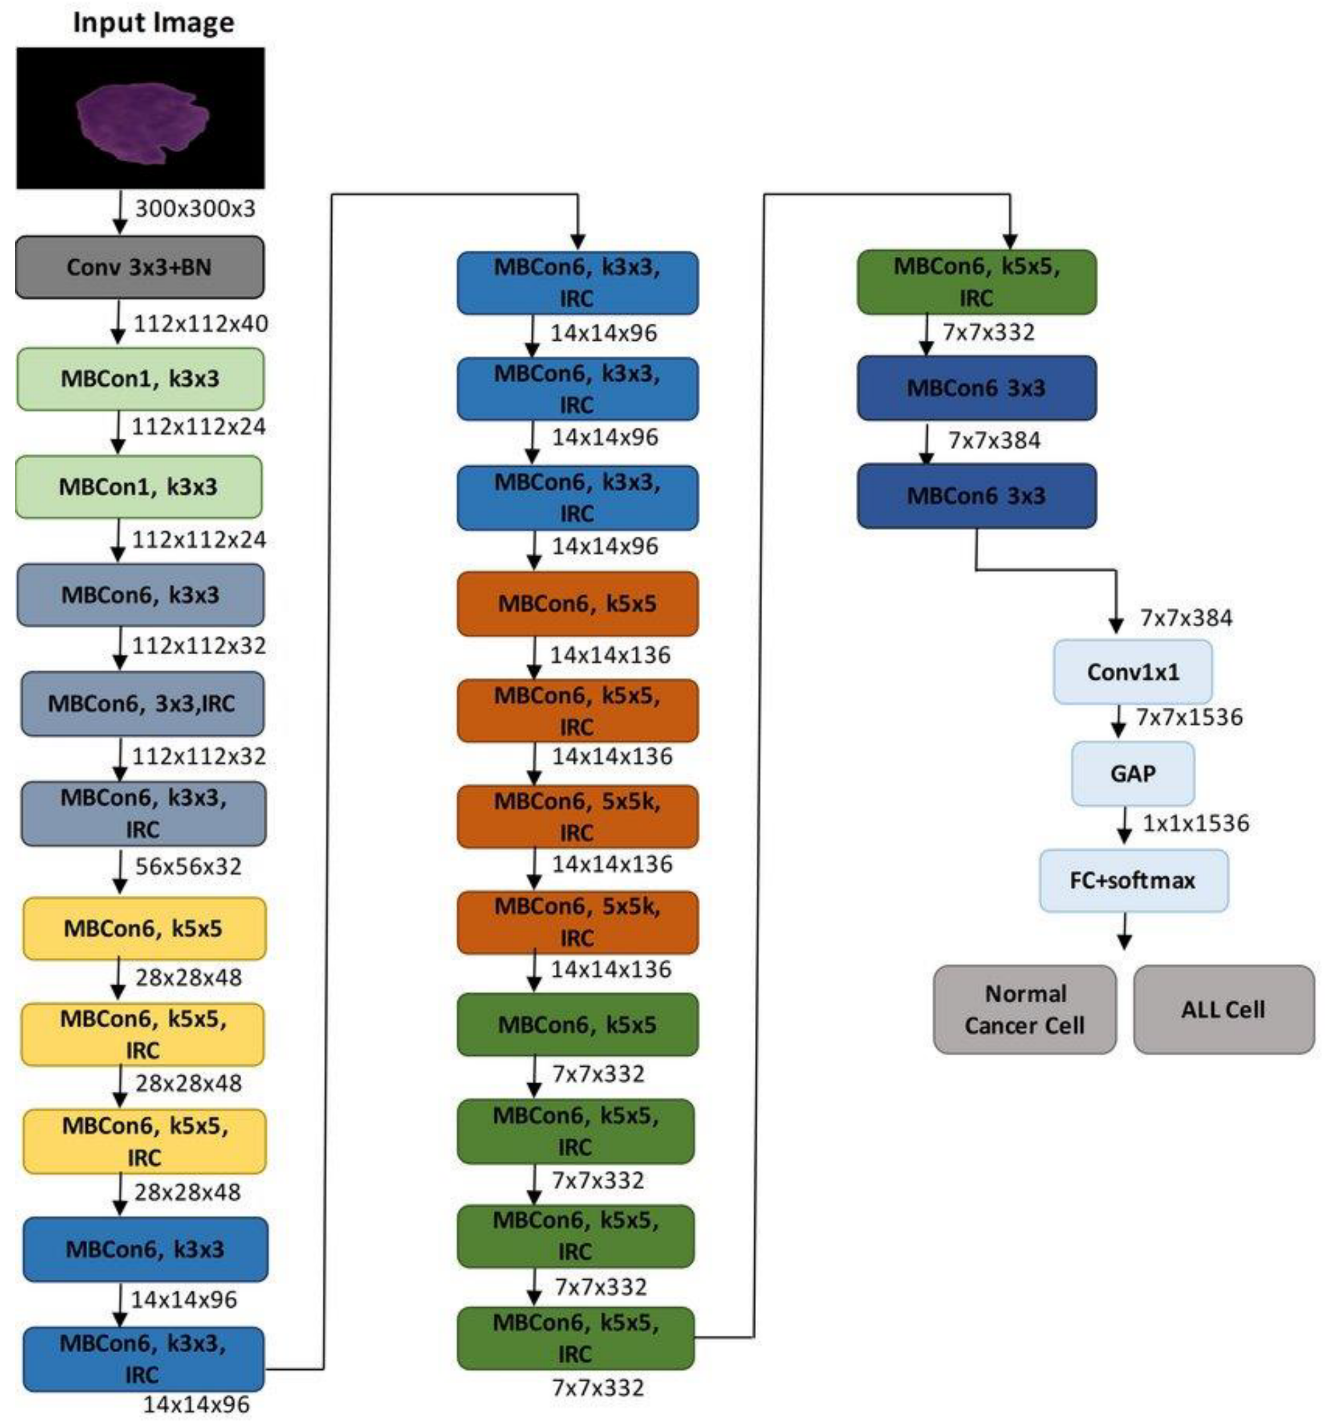 Input Image
300x300x3
Conv 3x3+BN
112x112x40
MBCon1, k3x3
112x112x24
MBCon1, k3x3
112x112x24
MBCon6, k3x3
112x112x32
MBCon6, 3x3,IRC
112x112x32
MBCon6, k3x3,
IRC
56x56x32
MBCon6, k5x5
28x28x48
MBCon6, k5x5,
IRC
28x28x48
MBCon6, k5x5,
IRC
28x28x48
MBCon6, k3x3
14x14x96
MBCon6, k3x3,
IRC
14x14x96
MBCon6, k3x3,
IRC
14x14x96
MBCon6, k3x3,
IRC
14x14x96
MBCon6, k3x3,
IRC
14x14x96
MBCon6, k5x5
14x14x136
MBCon6, k5x5,
IRC
14x14x136
MBCon6, 5x5k,
IRC
14x14x136
MBCon6, 5x5k,
IRC
14x14x136
MBCon6, k5x5
7x7x332
MBCon6, k5x5,
IRC
7x7x332
MBCon6, k5x5,
IRC
7x7x332
MBCon6, k5x5,
IRC
7x7x332
MBCon6, k5x5,
IRC
7x7x332
MBCon6 3x3
7x7x384
MBCon6 3x3
7x7x384
Conv1x1
7x7x1536
GAP
1x1x1536
FC+softmax
Normal
Cancer Cell
ALL Cell